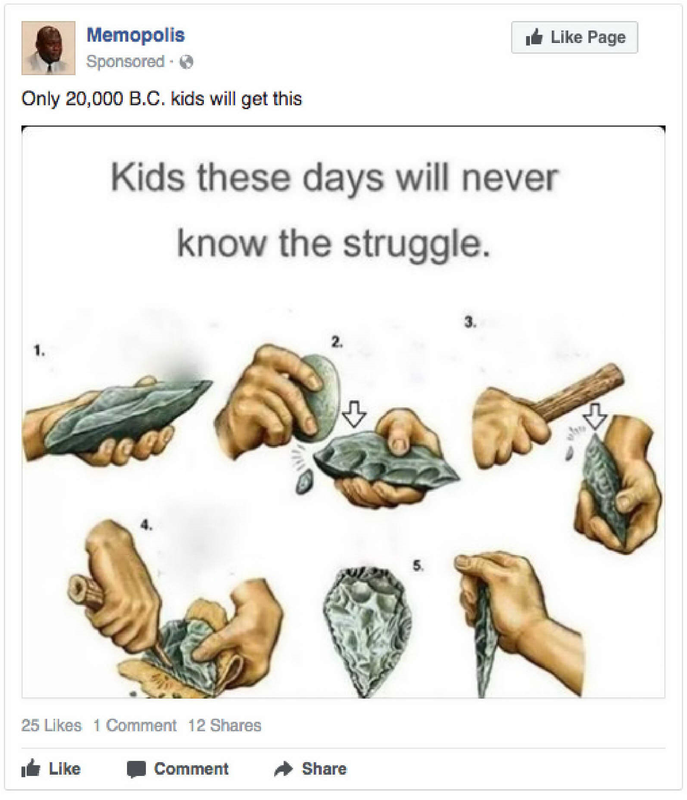 Memopolis
Like Page
Sponsored ·
Only 20,000 B.C. kids will get this
Kids these days will never
know the struggle.
1.
2.
3.
4.
5.
25 Likes 1 Comment 12 Shares
Like Comment Share